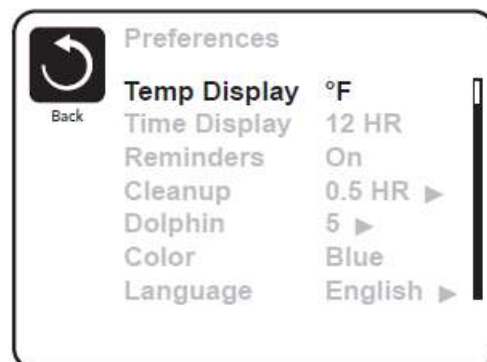 Preferences
Back
Temp Display °F
Time Display 12 HR
Reminders On
Cleanup 0.5 HR ▶
Dolphin 5 ▶
Color Blue
Language English ▶